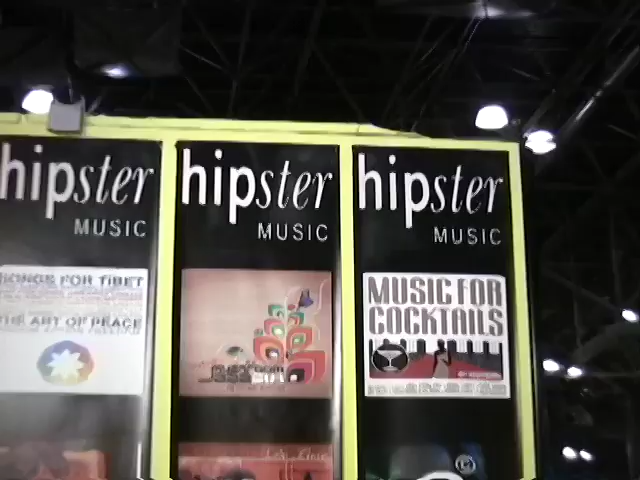 hipster
MUSIC
SONGS FOR TIBET
THE ART OF PEACE
hipster
MUSIC
hipster
MUSIC
MUSIC FOR
COCKTAILS